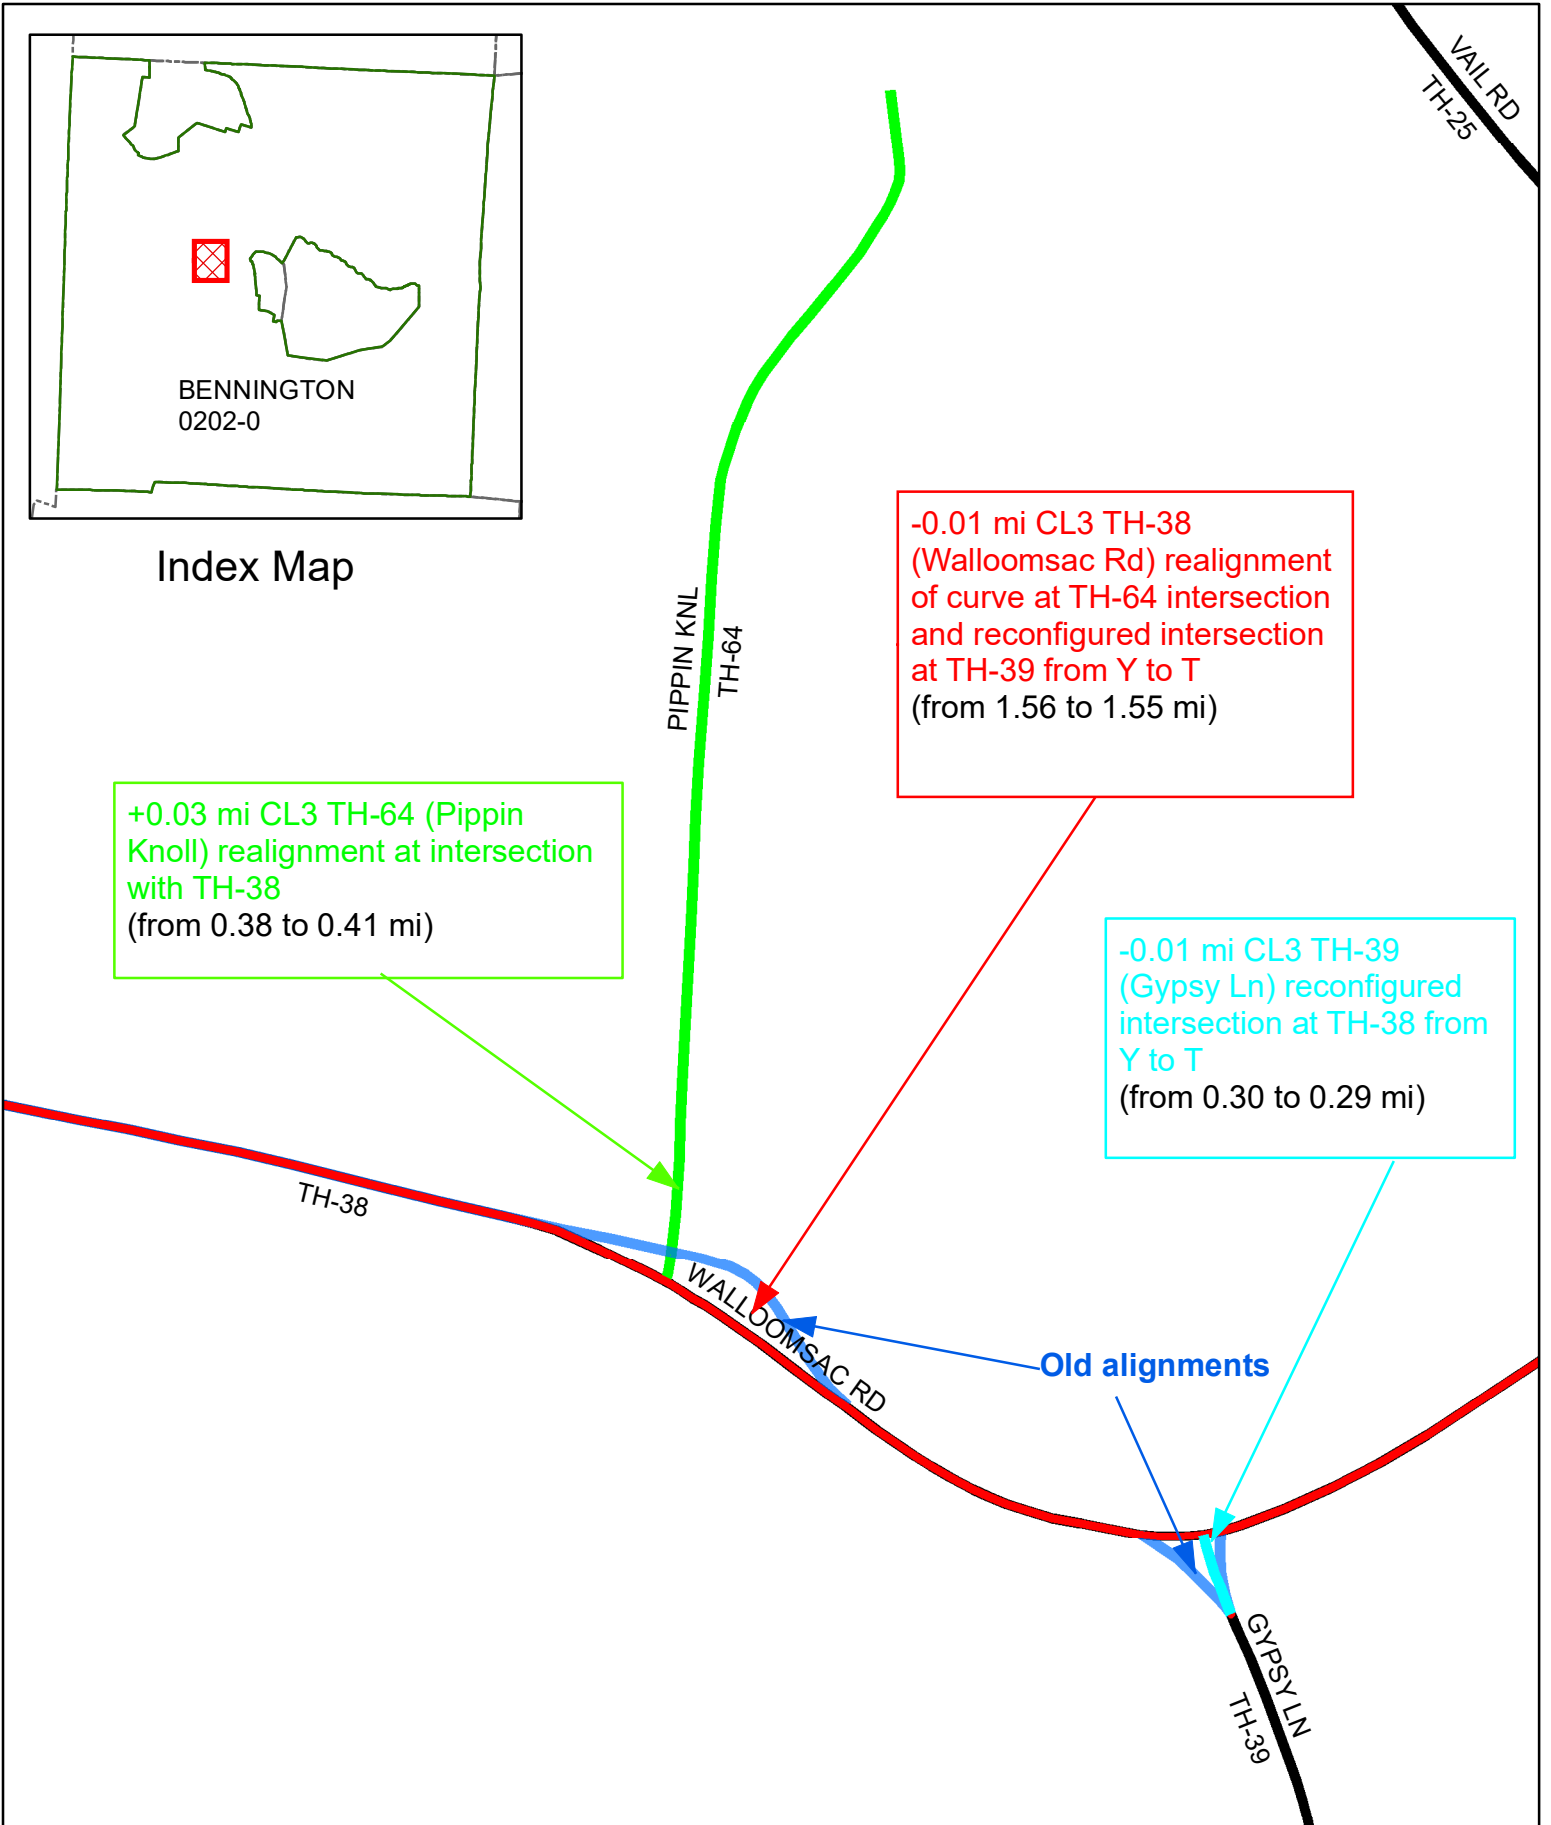 VAIL RD
TH-25
BENNINGTON
0202-0
Index Map
-0.01 mi CL3 TH-38
(Walloomsac Rd) realignment
of curve at TH-64 intersection
and reconfigured intersection
at TH-39 from Y to T
(from 1.56 to 1.55 mi)
PIPPIN KNL
TH-64
+0.03 mi CL3 TH-64 (Pippin
Knoll) realignment at intersection
with TH-38
(from 0.38 to 0.41 mi)
-0.01 mi CL3 TH-39
(Gypsy Ln) reconfigured
intersection at TH-38 from
Y to T
(from 0.30 to 0.29 mi)
TH-38
WALLOOMSAC RD
Old alignments
GYPSY LN
TH-39